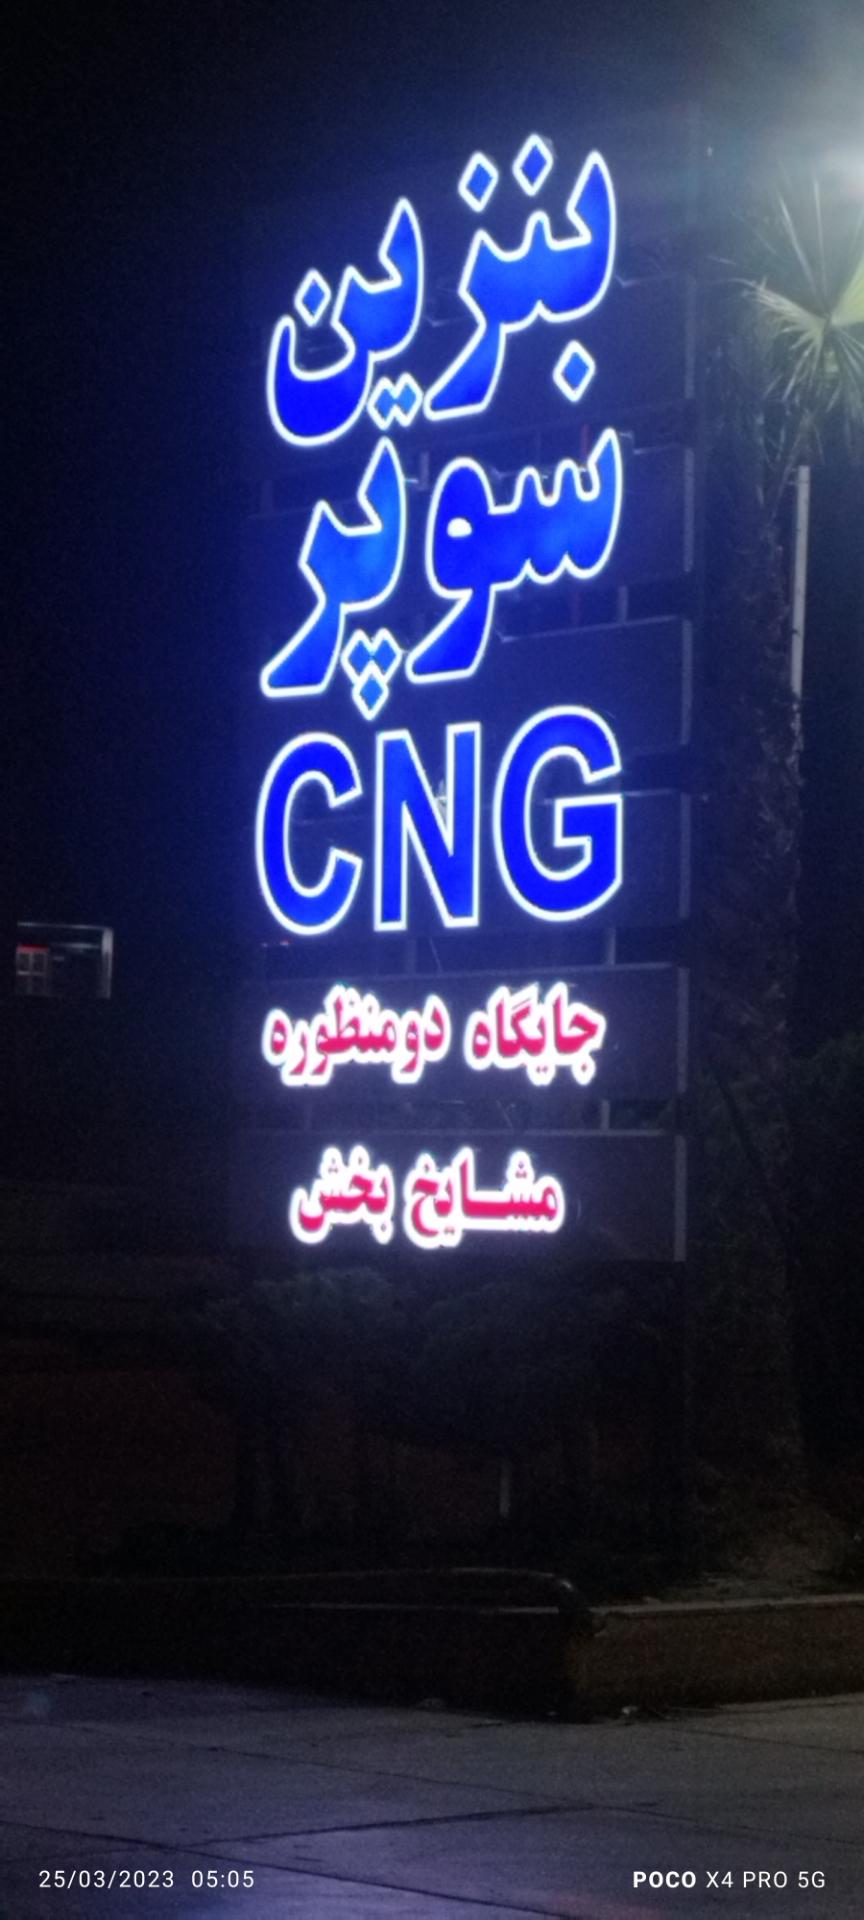 بنزین
سوپر
CNG
جایگاه دومنظوره
مشایخ بخش
25/03/2023 05:05
POCO X4 PRO 5G